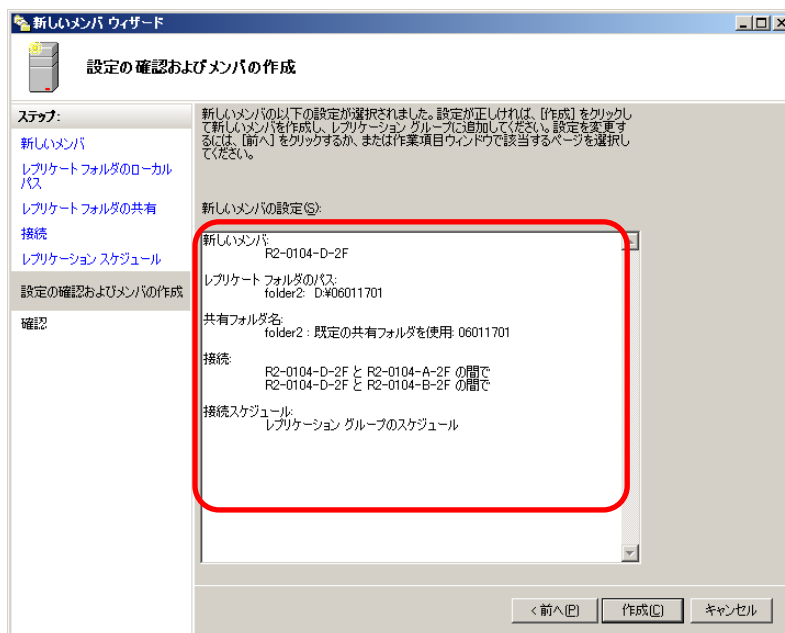 新しいメンバ ウィザード
設定の確認およびメンバの作成
ステップ:
新しいメンバ
レプリケート フォルダのローカル
パス
レプリケート フォルダの共有
接続
レプリケーション スケジュール
設定の確認およびメンバの作成
確認
新しいメンバの以下の設定が選択されました。設定が正しければ、[作成] をクリックし
て新しいメンバを作成し、レプリケーション グループに追加してください。設定を変更す
るには、[前へ] をクリックするか、または作業項目ウィンドウで該当するページを選択し
てください。
新しいメンバの設定(S):
新しいメンバ:
R2-0104-D-2F
レプリケート フォルダのパス:
folder2: D:¥06011701
共有フォルダ名:
folder2 : 既定の共有フォルダを使用: 06011701
接続:
R2-0104-D-2F と R2-0104-A-2F の間で
R2-0104-D-2F と R2-0104-B-2F の間で
接続スケジュール:
レプリケーション グループのスケジュール
< 前へ(P)
作成(C)
キャンセル